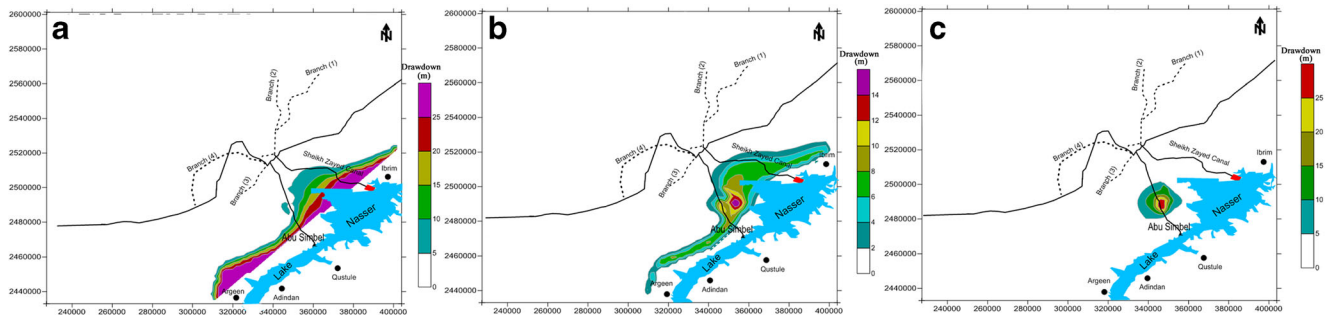 a
2600000
2580000
2560000
2540000
2520000
2500000
2480000
2460000
2440000
N
Branch (1)
Branch (2)
Branch (4)
Branch (3)
Sheikh Zayed Canal
Ibrim
Nasser
Abu Simbel
Lake
Qustule
Argeen
Adindan
Drawdown
(m)
25
20
15
10
5
0
240000 260000 280000 300000 320000 340000 360000 380000 400000
b
2600000
2580000
2560000
2540000
2520000
2500000
2480000
2460000
2440000
N
Branch (1)
Branch (2)
Branch (4)
Branch (3)
Sheikh Zayed Canal
Ibrim
Nasser
Abu Simbel
Lake
Qustule
Argeen
Adindan
Drawdown
(m)
14
12
10
8
6
4
2
0
240000 260000 280000 300000 320000 340000 360000 380000 400000
c
2600000
2580000
2560000
2540000
2520000
2500000
2480000
2460000
2440000
N
Branch (1)
Branch (2)
Branch (4)
Branch (3)
Sheikh Zayed Canal
Ibrim
Nasser
Abu Simbel
Lake
Qustule
Argeen
Adindan
Drawdown
(m)
25
20
15
10
5
0
240000 260000 280000 300000 320000 340000 360000 380000 400000